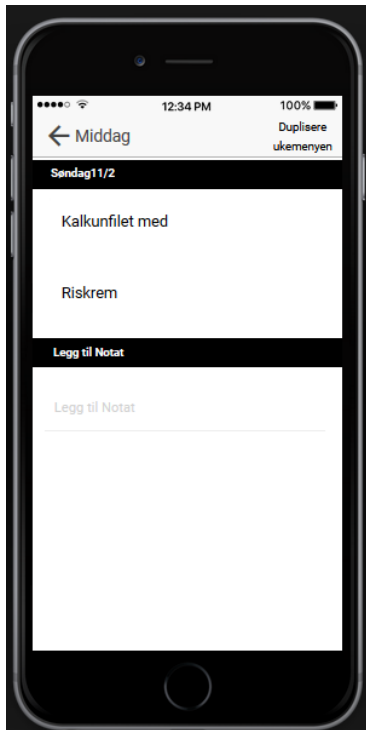 12:34 PM
100%
Middag
Duplisere
ukemenyen
Søndag11/2
Kalkunfilet med
Riskrem
Legg til Notat
Legg til Notat